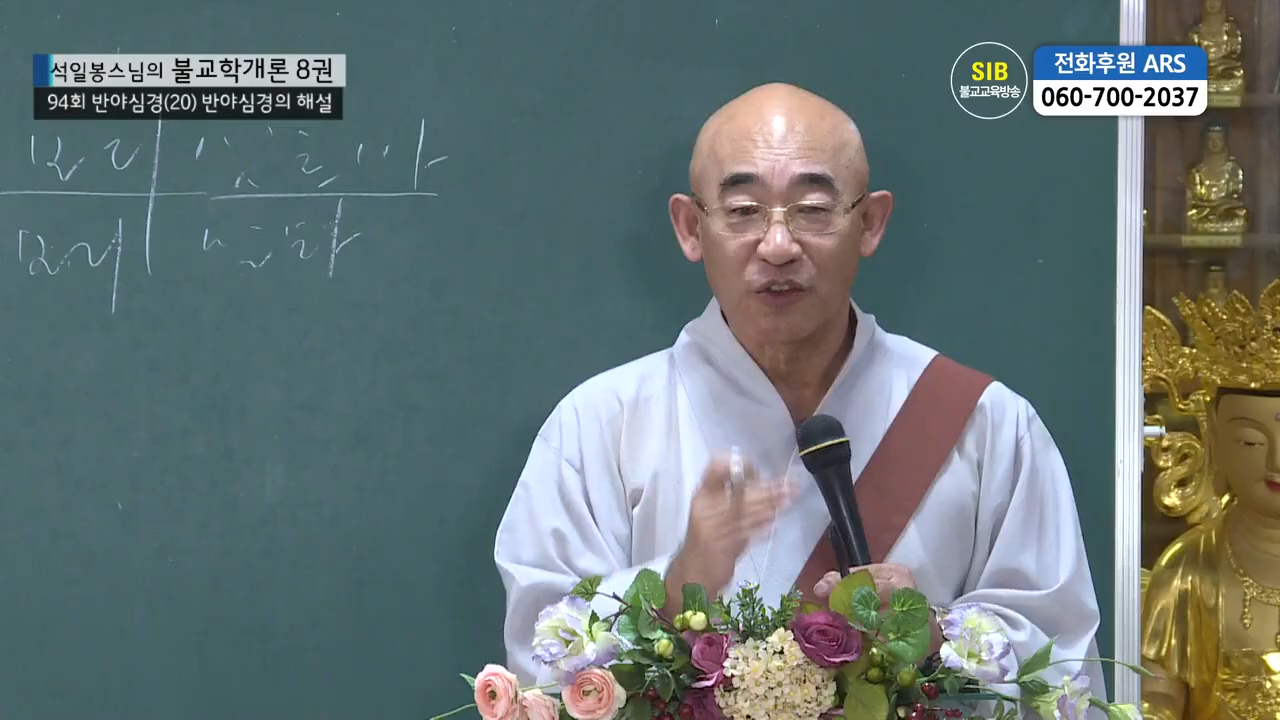 석일봉스님의 불교학개론 8권
94회 반야심경(20) 반야심경의 해설
SIB
불교교육방송
전화후원 ARS
060-700-2037